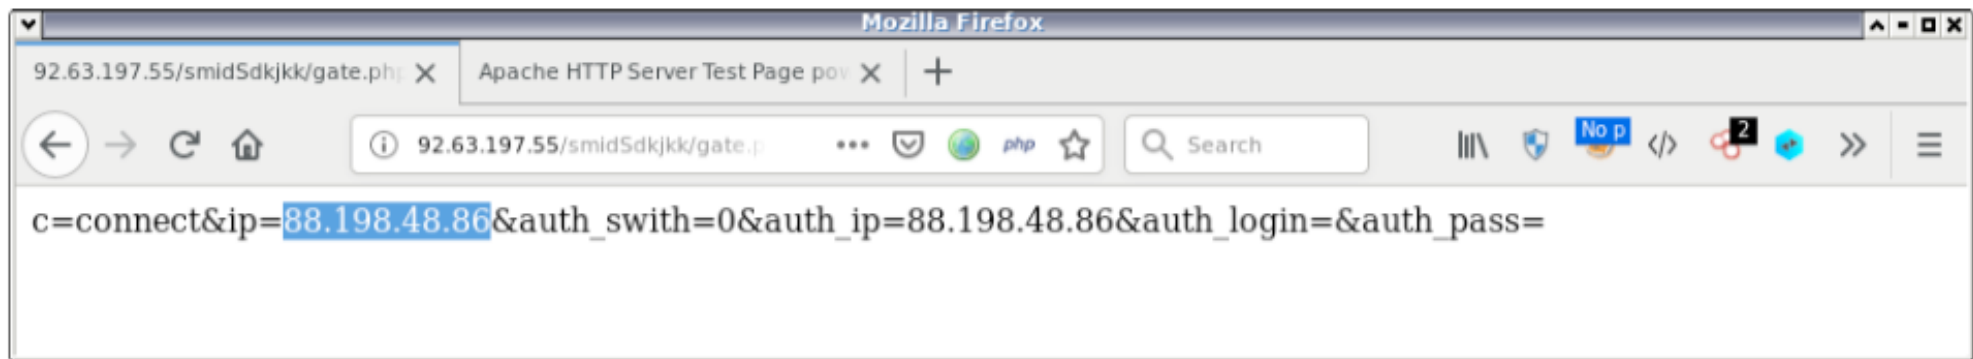 Mozilla Firefox
92.63.197.55/smidSdkjkk/gate.php
Apache HTTP Server Test Page pow
92.63.197.55/smidSdkjkk/gate.p
php
Search
No p
2
c=connect&ip=88.198.48.86&auth_swith=0&auth_ip=88.198.48.86&auth_login=&auth_pass=